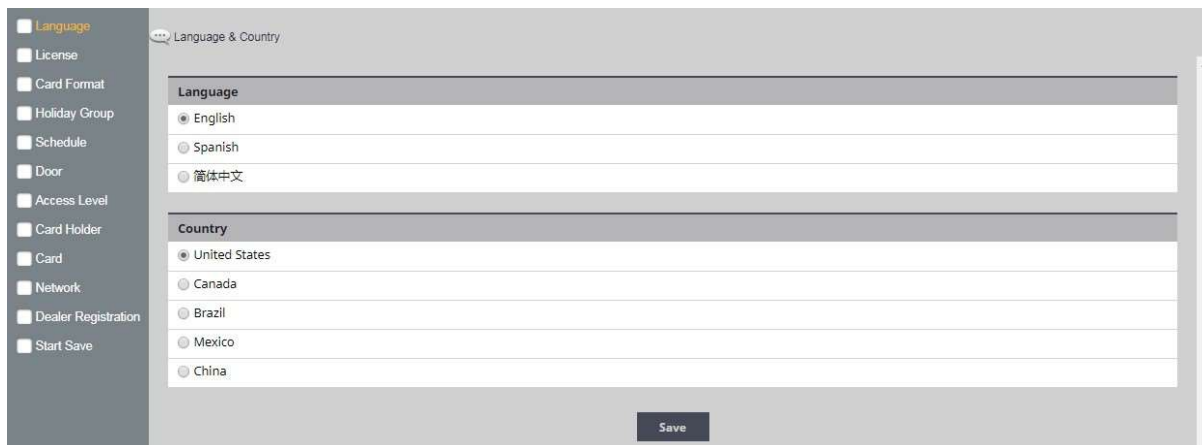 Language
License
Card Format
Holiday Group
Schedule
Door
Access Level
Card Holder
Card
Network
Dealer Registration
Start Save
Language & Country
Language
English
Spanish
简体中文
Country
United States
Canada
Brazil
Mexico
China
Save